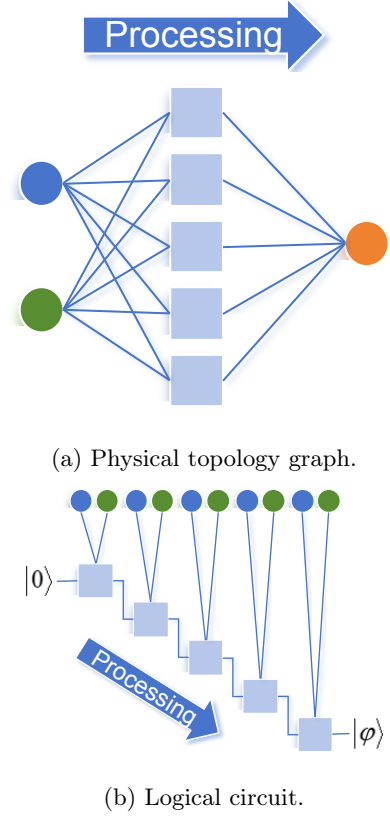 Processing
(a) Physical topology graph.
|0⟩
Processing
|φ⟩
(b) Logical circuit.